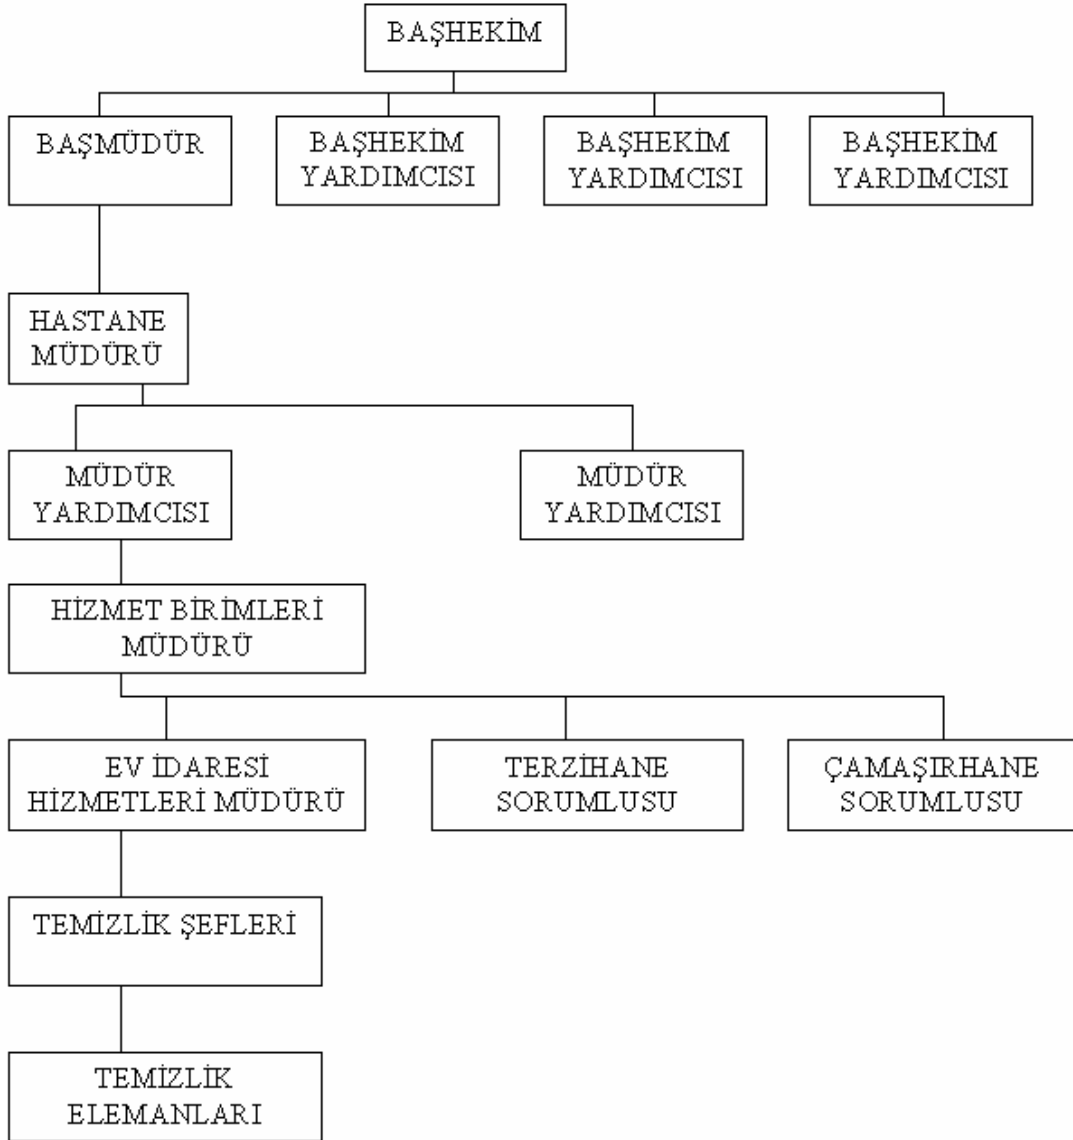 BAŞHEKİM
BAŞMÜDÜR
BAŞHEKİM
YARDIMCISI
BAŞHEKİM
YARDIMCISI
BAŞHEKİM
YARDIMCISI
HASTANE
MÜDÜRÜ
MÜDÜR
YARDIMCISI
MÜDÜR
YARDIMCISI
HİZMET BİRİMLERİ
MÜDÜRÜ
EV İDARESİ
HİZMETLERİ MÜDÜRÜ
TERZİHANE
SORUMLUSU
ÇAMAŞIRHANE
SORUMLUSU
TEMİZLİK ŞEFLERİ
TEMİZLİK
ELEMANLARI